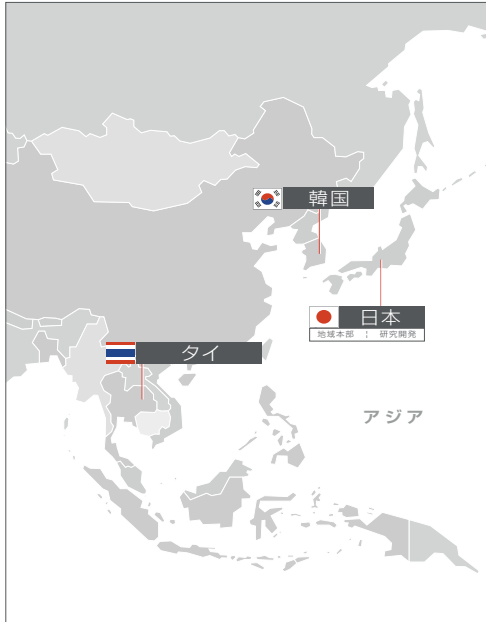 韓国
日本
地域本部 ¦ 研究開発
タイ
アジア